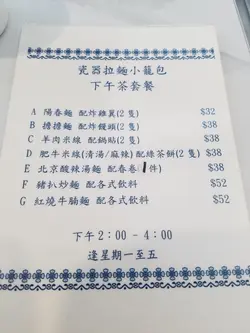 瓷器拉麵小籠包
下午茶套餐
A 陽春麵 配炸雞翼(2隻) $32
B 擔擔麵 配炸饅頭(2隻) $38
C 羊肉米線 配鍋貼(2隻) $38
D 肥牛米線(清湯/麻辣)配綠茶餅(2隻) $38
E 北京酸辣湯麵 配春卷(1件) $38
F 豬扒炒麵 配各式飲料 $52
G 紅燒牛腩麵 配各式飲料 $52
下午2:00-4:00
逢星期一至五